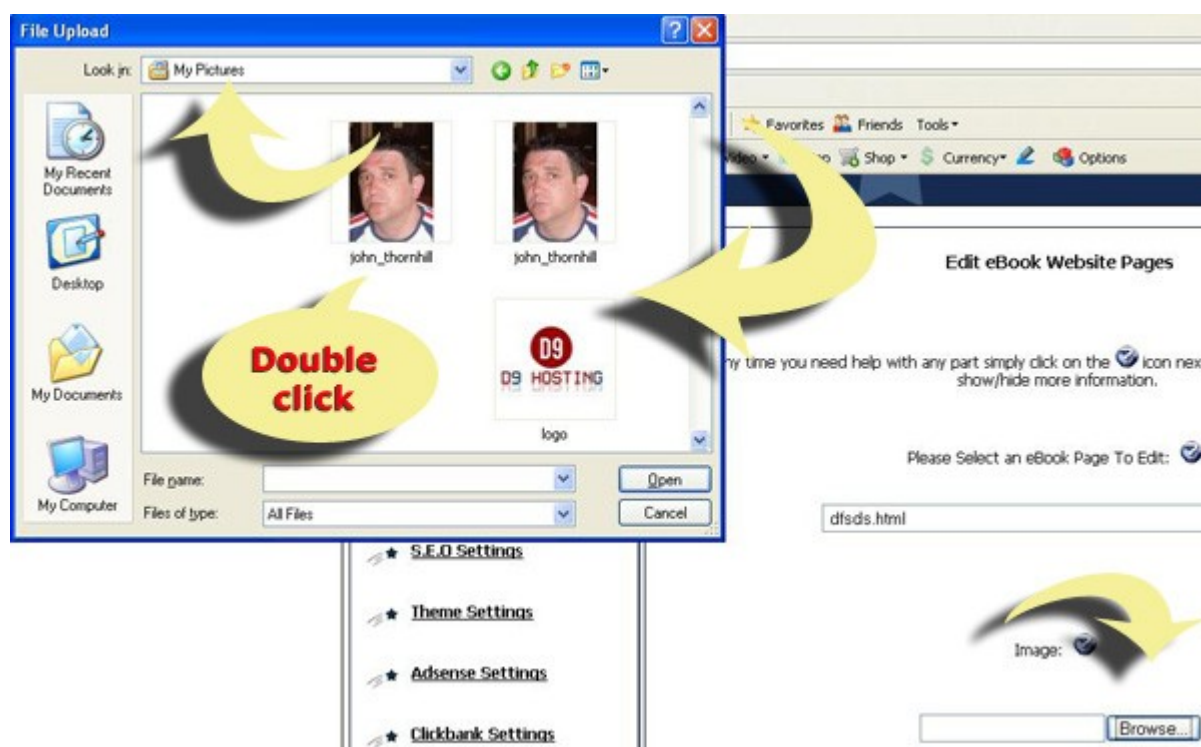 File Upload
Look in:
My Pictures
My Recent
Documents
Desktop
My Documents
My Computer
john_thornhill
john_thornhill
Double
click
D9
D9 HOSTING
logo
File name:
Open
Files of type:
All Files
Cancel
Favorites
Friends
Tools
Shop
Currency
Options
Edit eBook Website Pages
time you need help with any part simply click on the
icon
show/hide more information.
Please Select an eBook Page To Edit:
dfsds.html
S.E.O Settings
Theme Settings
Image:
Adsense Settings
Clickbank Settings
Browse...